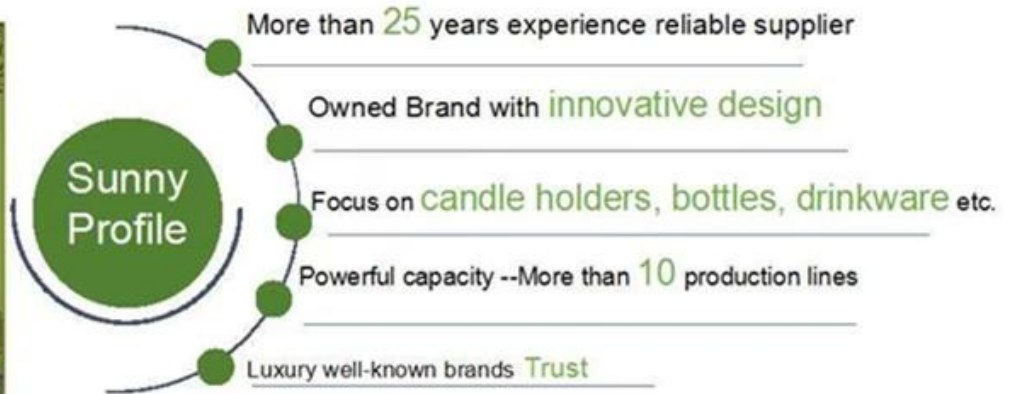 More than 25 years experience reliable supplier
Owned Brand with innovative design
Sunny
Profile
Focus on candle holders, bottles, drinkware etc.
Powerful capacity --More than 10 production lines
Luxury well-known brands Trust